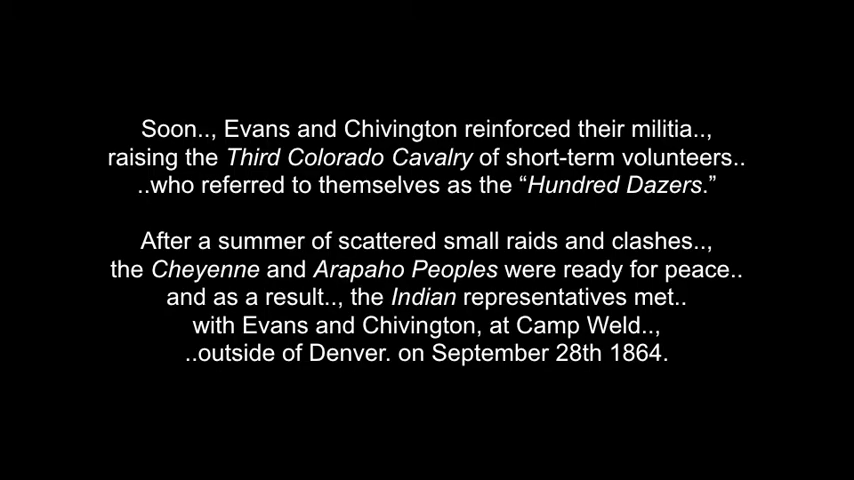 Soon.., Evans and Chivington reinforced their militia..,
raising the Third Colorado Cavalry of short-term volunteers..
..who referred to themselves as the “Hundred Dazers.”
After a summer of scattered small raids and clashes..,
the Cheyenne and Arapaho Peoples were ready for peace..
and as a result.., the Indian representatives met..
with Evans and Chivington, at Camp Weld..,
..outside of Denver. on September 28th 1864.